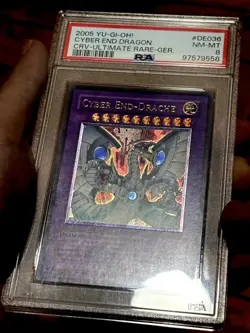 2005 YU-GI-OH!
#DE036
CYBER END DRAGON
NM-MT
CRV-ULTIMATE RARE-GER.
8
PSA
97579558
CYBER END-DRACHE